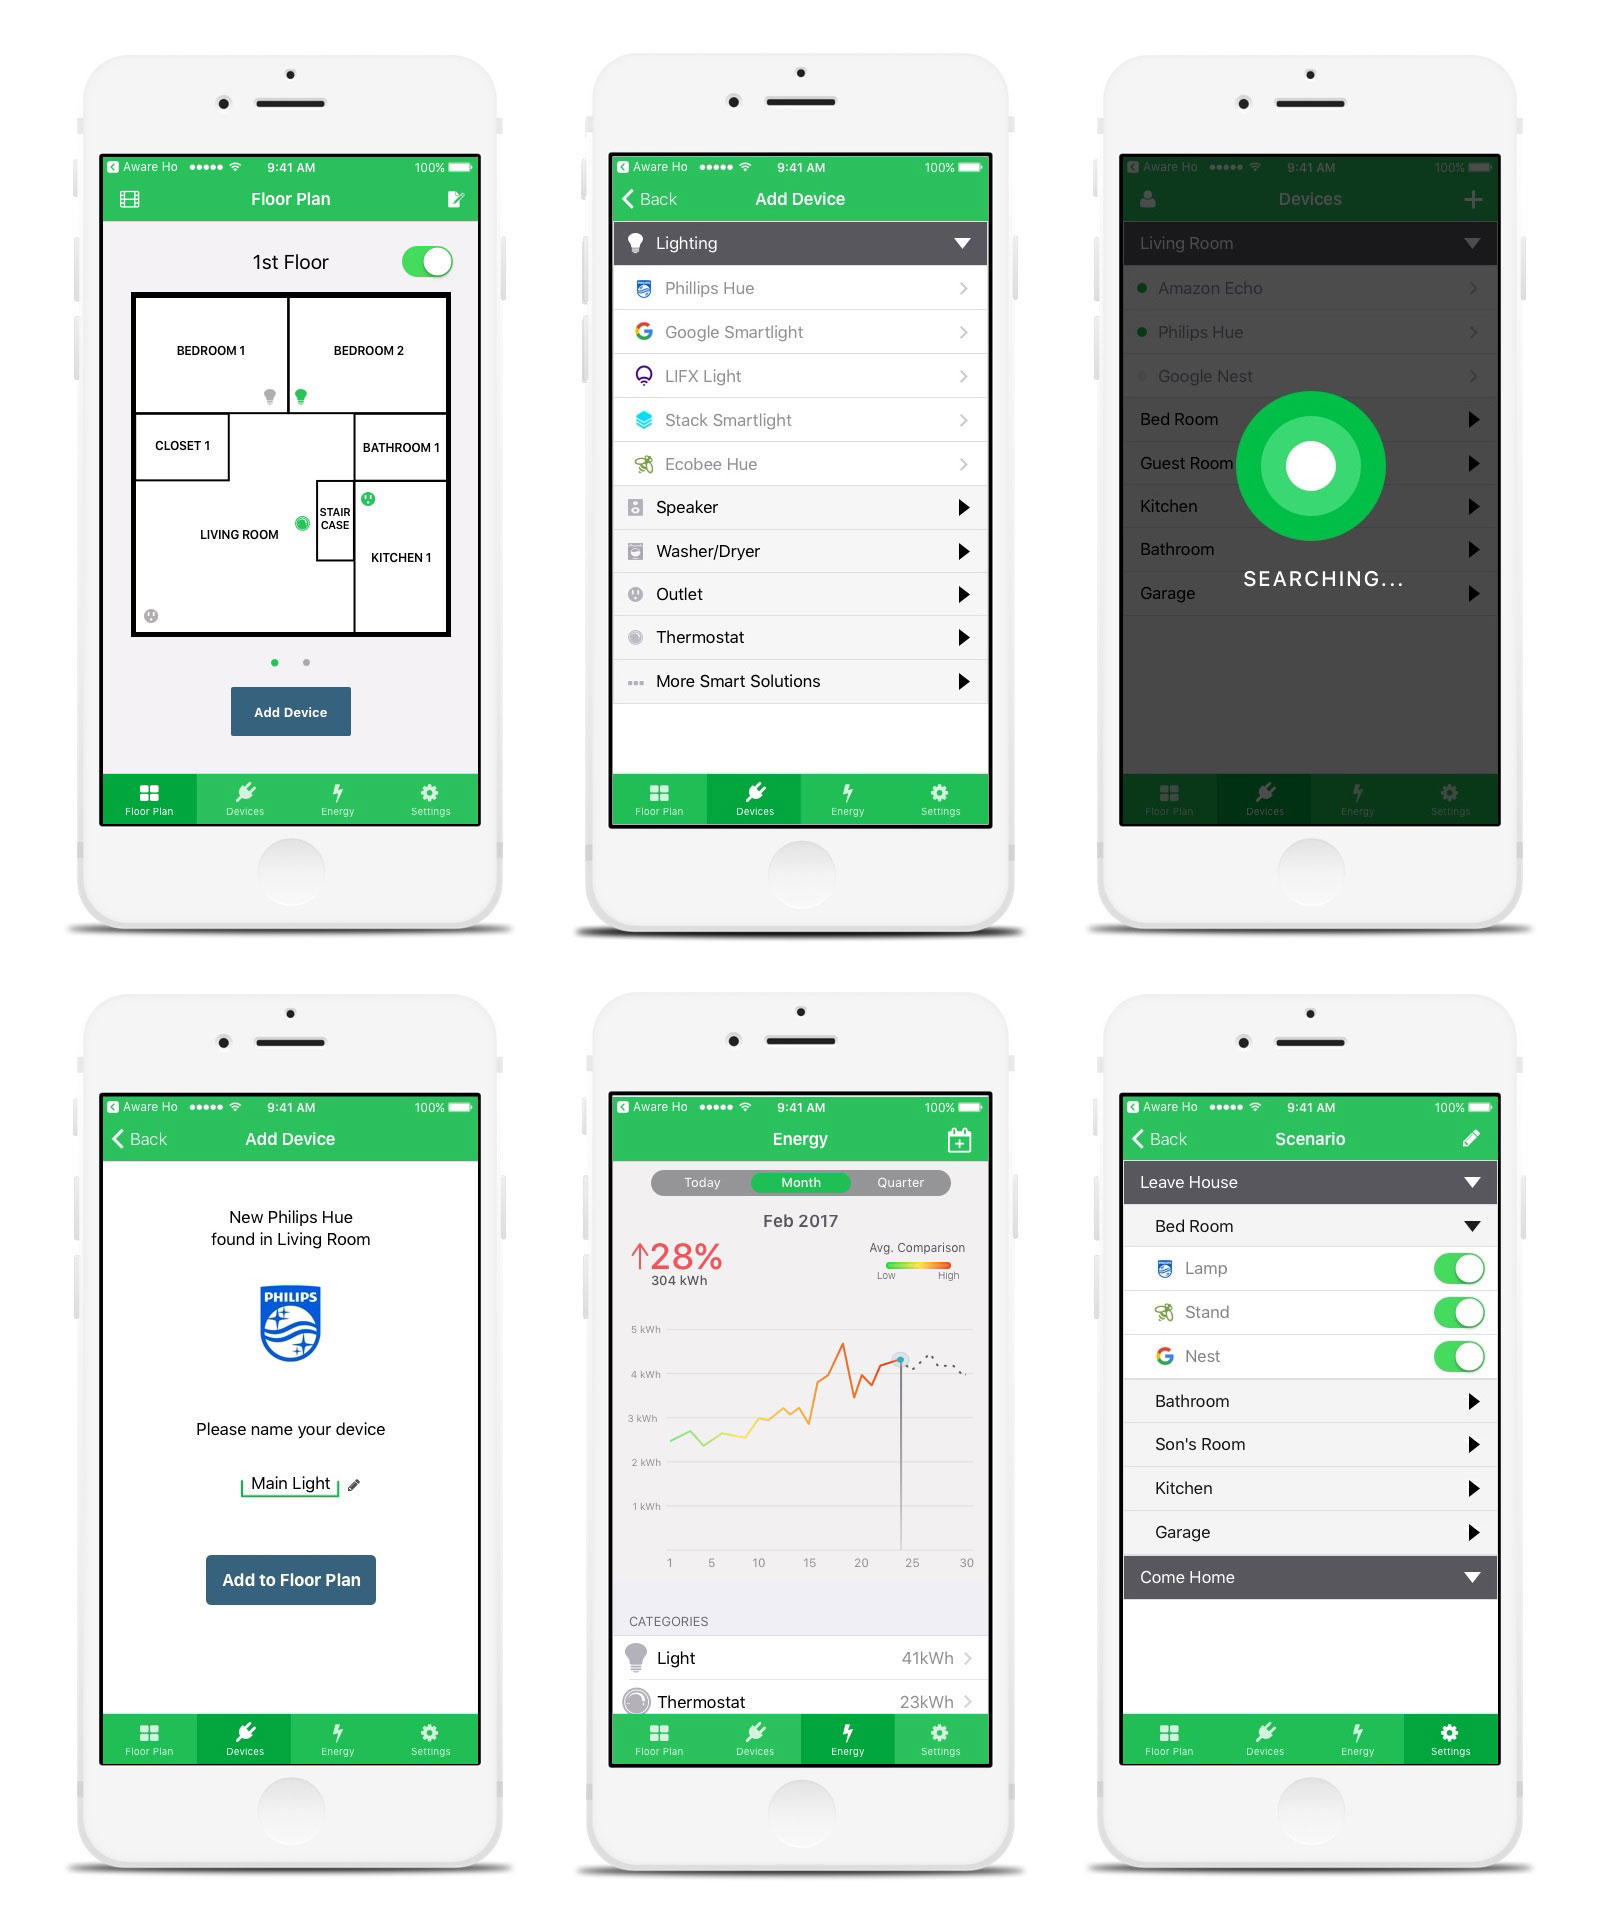 Aware Ho 9:41 AM 100%
Floor Plan
1st Floor
BEDROOM 1
BEDROOM 2
CLOSET 1
BATHROOM 1
STAIR
CASE
LIVING ROOM
KITCHEN 1
Add Device
Floor Plan Devices Energy Settings
Aware Ho 9:41 AM 100%
Back Add Device
Lighting
Phillips Hue
Google Smartlight
LIFX Light
Stack Smartlight
Ecobee Hue
Speaker
Washer/Dryer
Outlet
Thermostat
More Smart Solutions
Floor Plan Devices Energy Settings
Aware Ho 9:41 AM 100%
Devices
Living Room
Amazon Echo
Philips Hue
Google Nest
Bed Room
Guest Room
Kitchen
Bathroom
SEARCHING...
Garage
Floor Plan Devices Energy Settings
Aware Ho 9:41 AM 100%
Back Add Device
New Philips Hue
found in Living Room
PHILIPS
Please name your device
Main Light
Add to Floor Plan
Floor Plan Devices Energy Settings
Aware Ho 9:41 AM 100%
Energy
Today Month Quarter
Feb 2017
↑28%
304 kWh
Avg. Comparison
Low High
5 kWh
4 kWh
3 kWh
2 kWh
1 kWh
1 5 10 15 20 25 30
CATEGORIES
Light 41kWh
Thermostat 23kWh
Floor Plan Devices Energy Settings
Aware Ho 9:41 AM 100%
Back Scenario
Leave House
Bed Room
Lamp
Stand
Nest
Bathroom
Son's Room
Kitchen
Garage
Come Home
Floor Plan Devices Energy Settings